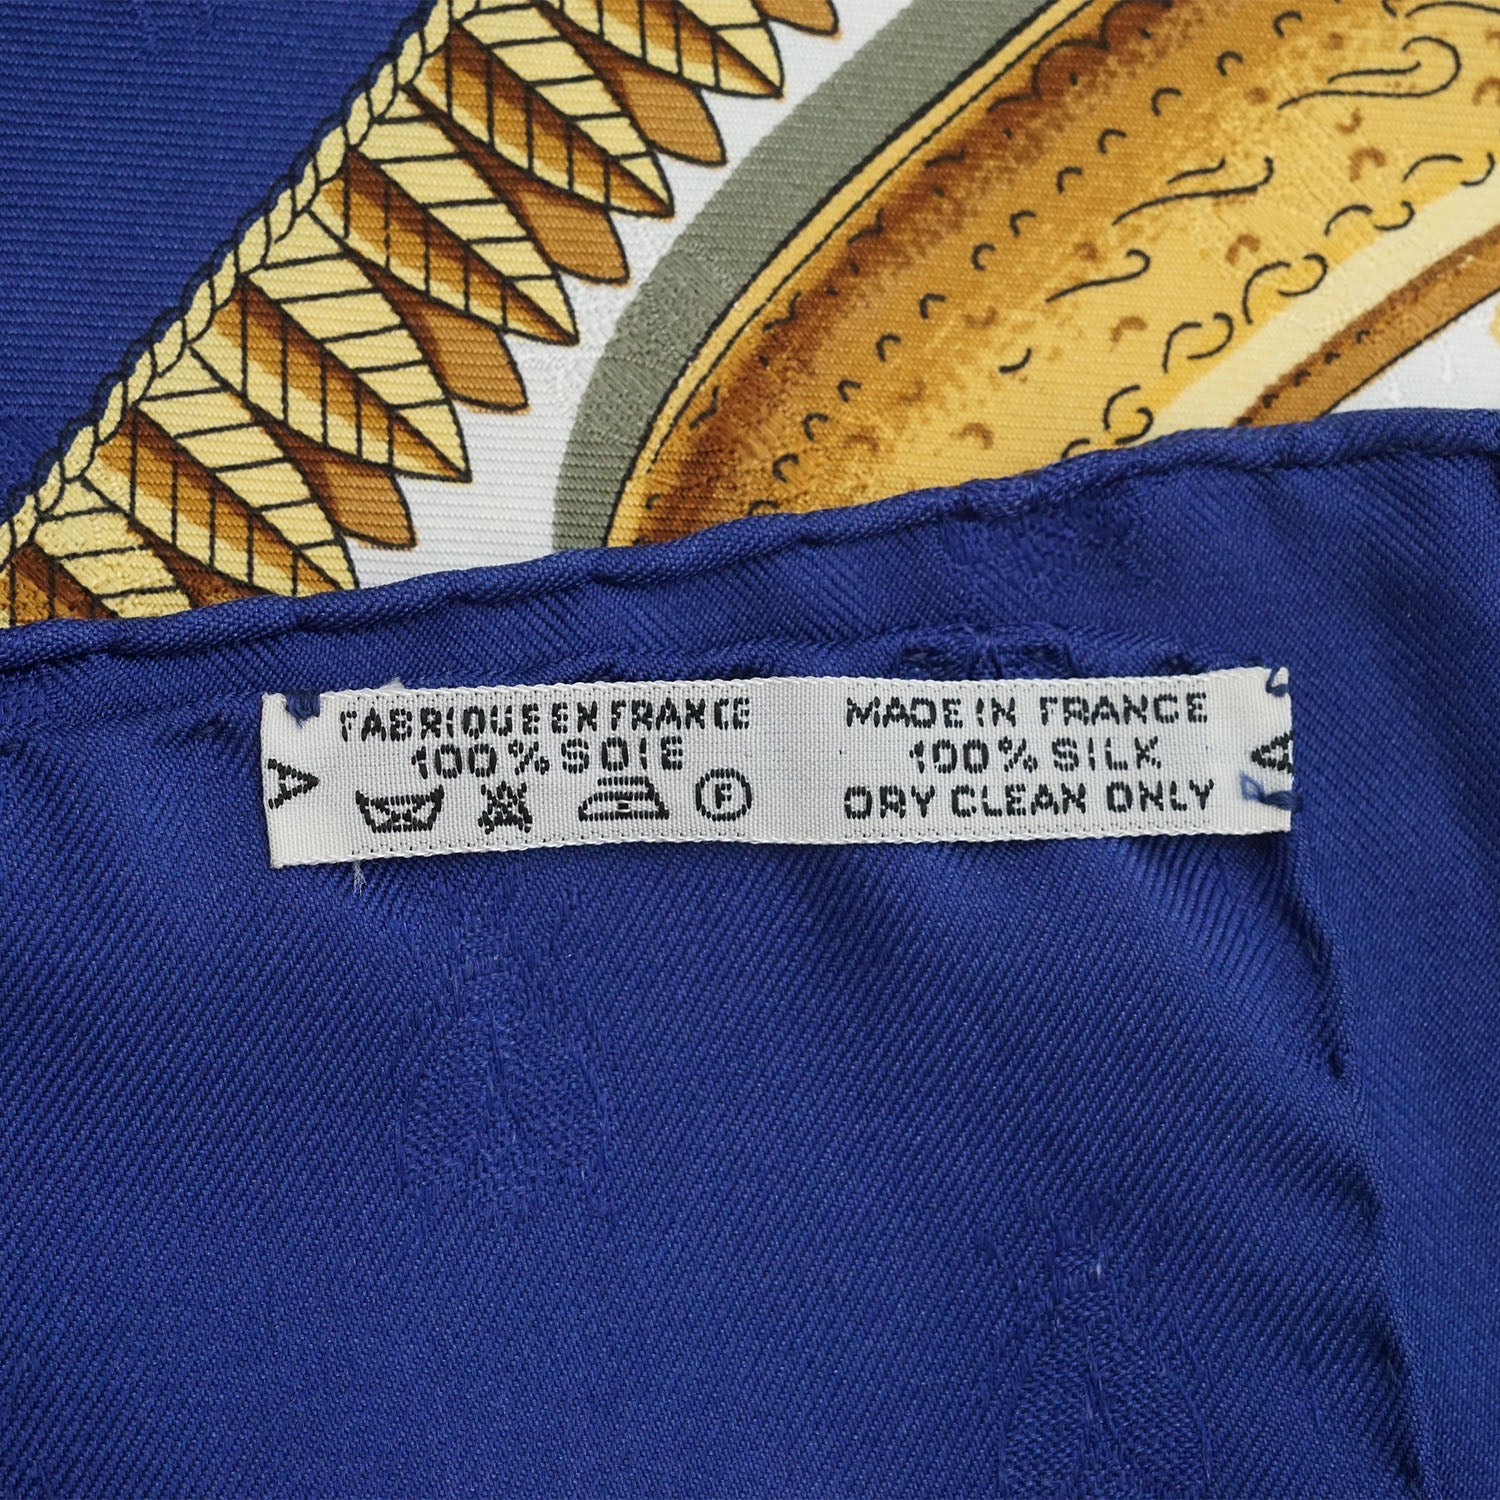 FABRIQUE EN FRANCE
100% SOIE
F
MADE IN FRANCE
100% SILK
DRY CLEAN ONLY
A
A